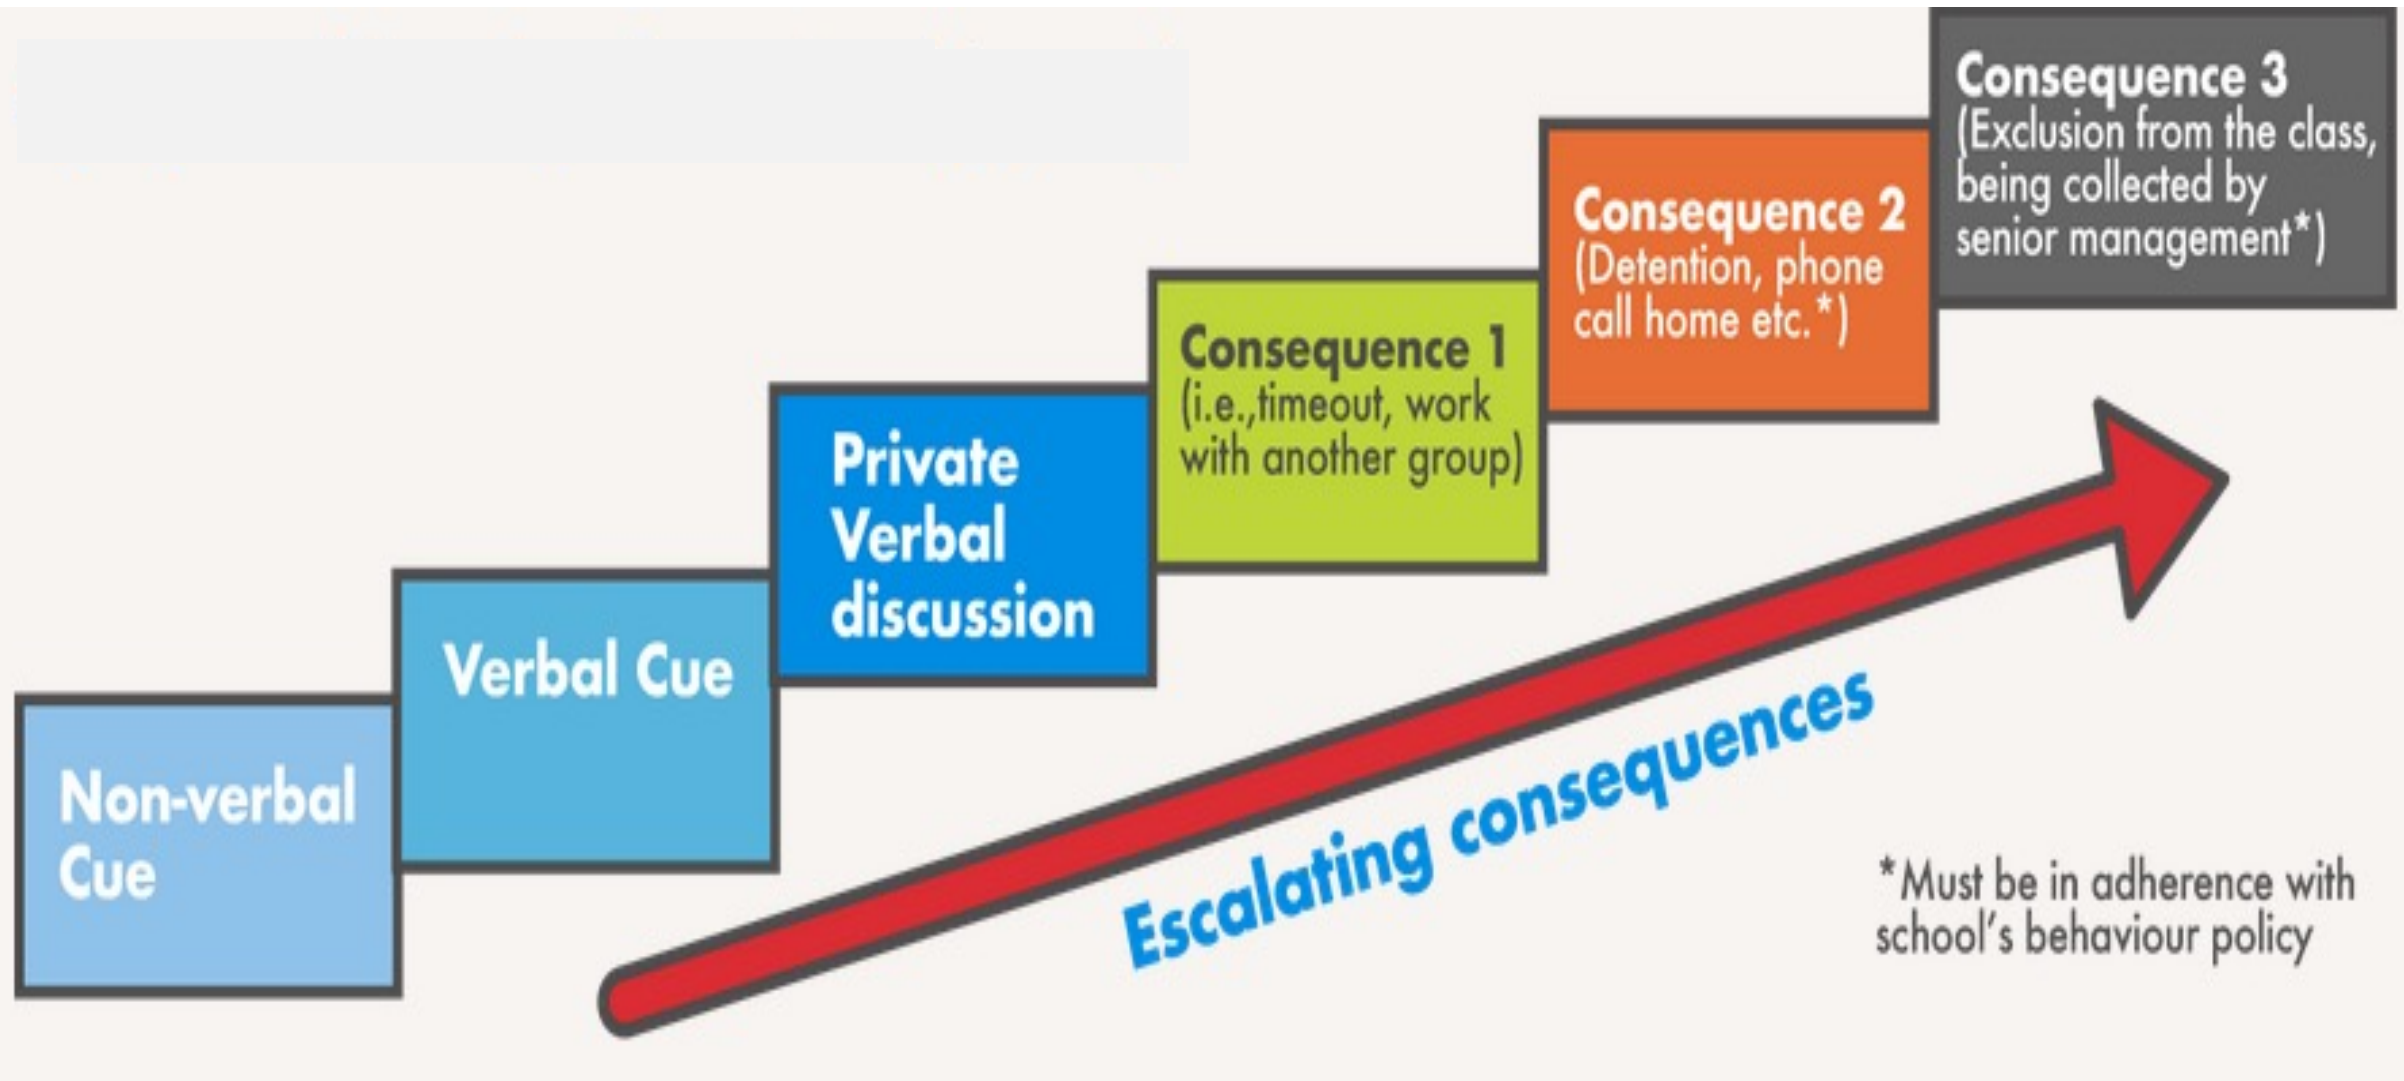 Non-verbal
Cue
Verbal Cue
Private
Verbal
discussion
Consequence 1
(i.e.,timeout, work
with another group)
Consequence 2
(Detention, phone
call home etc.*)
Consequence 3
(Exclusion from the class,
being collected by
senior management*)
Escalating consequences
*Must be in adherence with
school's behaviour policy